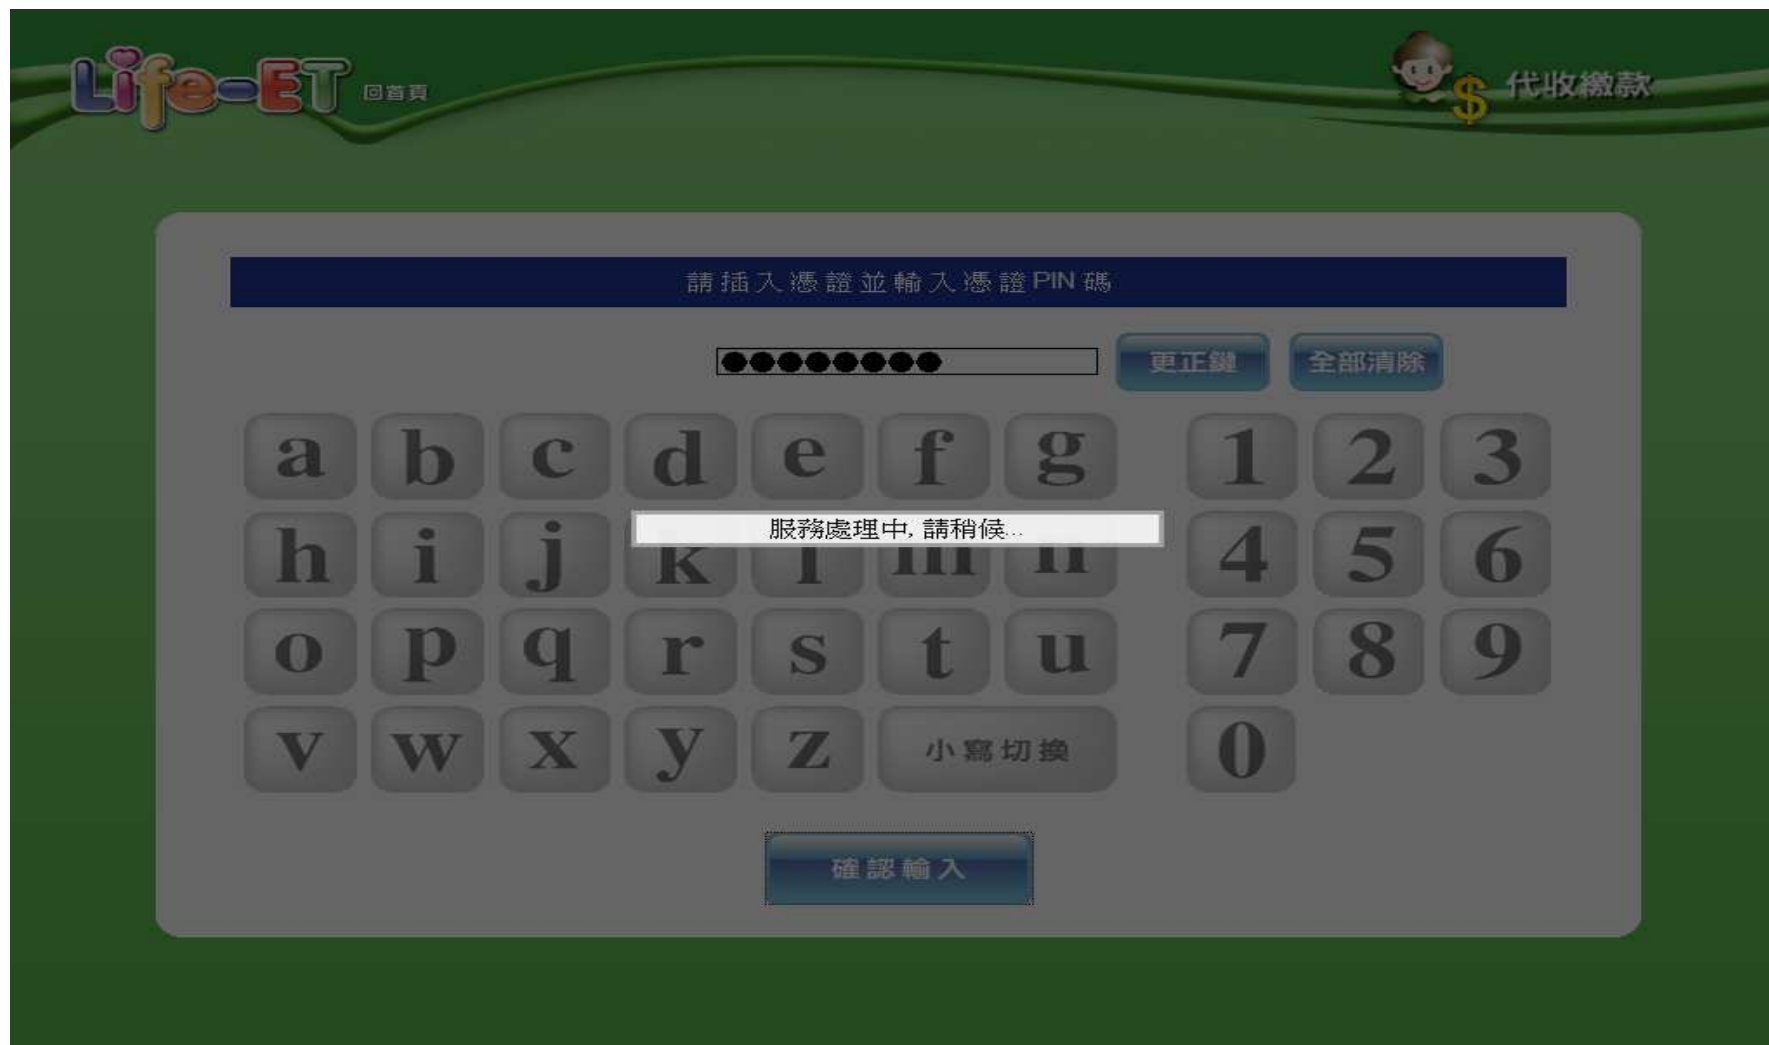 Life-ET 回首頁
$ 代收繳款
請插入憑證並輸入憑證PIN碼
更正鍵 全部清除
a b c d e f g 1 2 3
服務處理中, 請稍候...
h i j k l m n 4 5 6
o p q r s t u 7 8 9
v w x y z 小寫切換 0
確認輸入